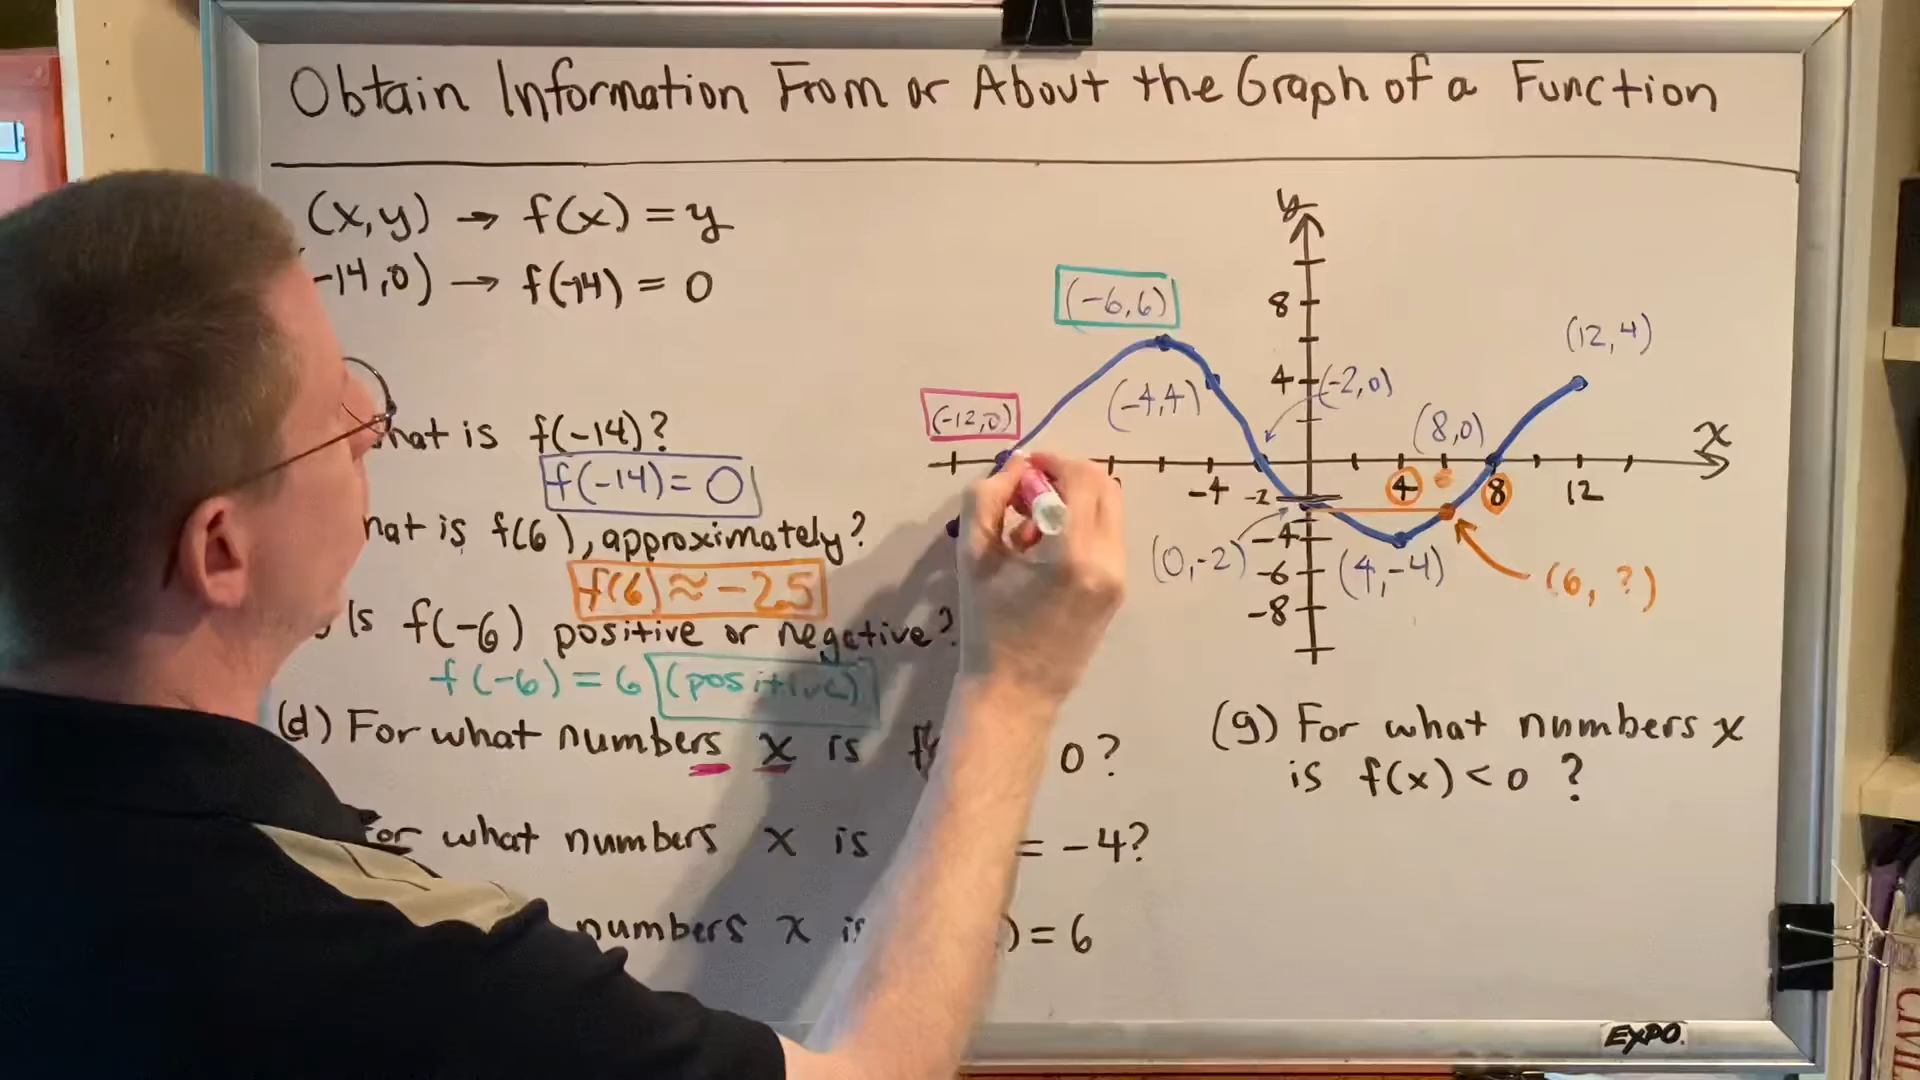 Obtain Information From or About the Graph of a Function
(x,y) → f(x) = y
-14,0) → f(-14) = 0
hat is f(-14)?
f(-14) = 0
hat is f(6), approximately?
f(6) ≈ -2.5
Is f(-6) positive or negative?
f(-6) = 6 (positive)
(d) For what numbers x is f( 0?
For what numbers x is = -4?
numbers x is ) = 6
y
8
4
(-6,6)
(12,4)
(-2,0)
(-4,4)
(-12,0)
(8,0)
x
-4
-2
4
8
12
-4
-6
-8
(0,-2)
(4,-4)
(6, ?)
(g) For what numbers x
is f(x) < 0 ?
EXPO